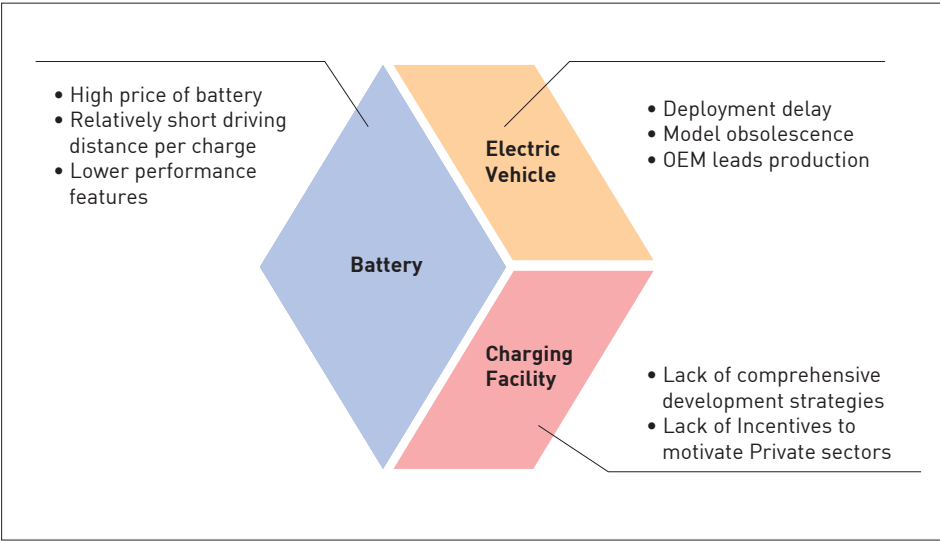 • High price of battery
• Relatively short driving
distance per charge
• Lower performance
features
Electric
Vehicle
• Deployment delay
• Model obsolescence
• OEM leads production
Battery
Charging
Facility
• Lack of comprehensive
development strategies
• Lack of Incentives to
motivate Private sectors